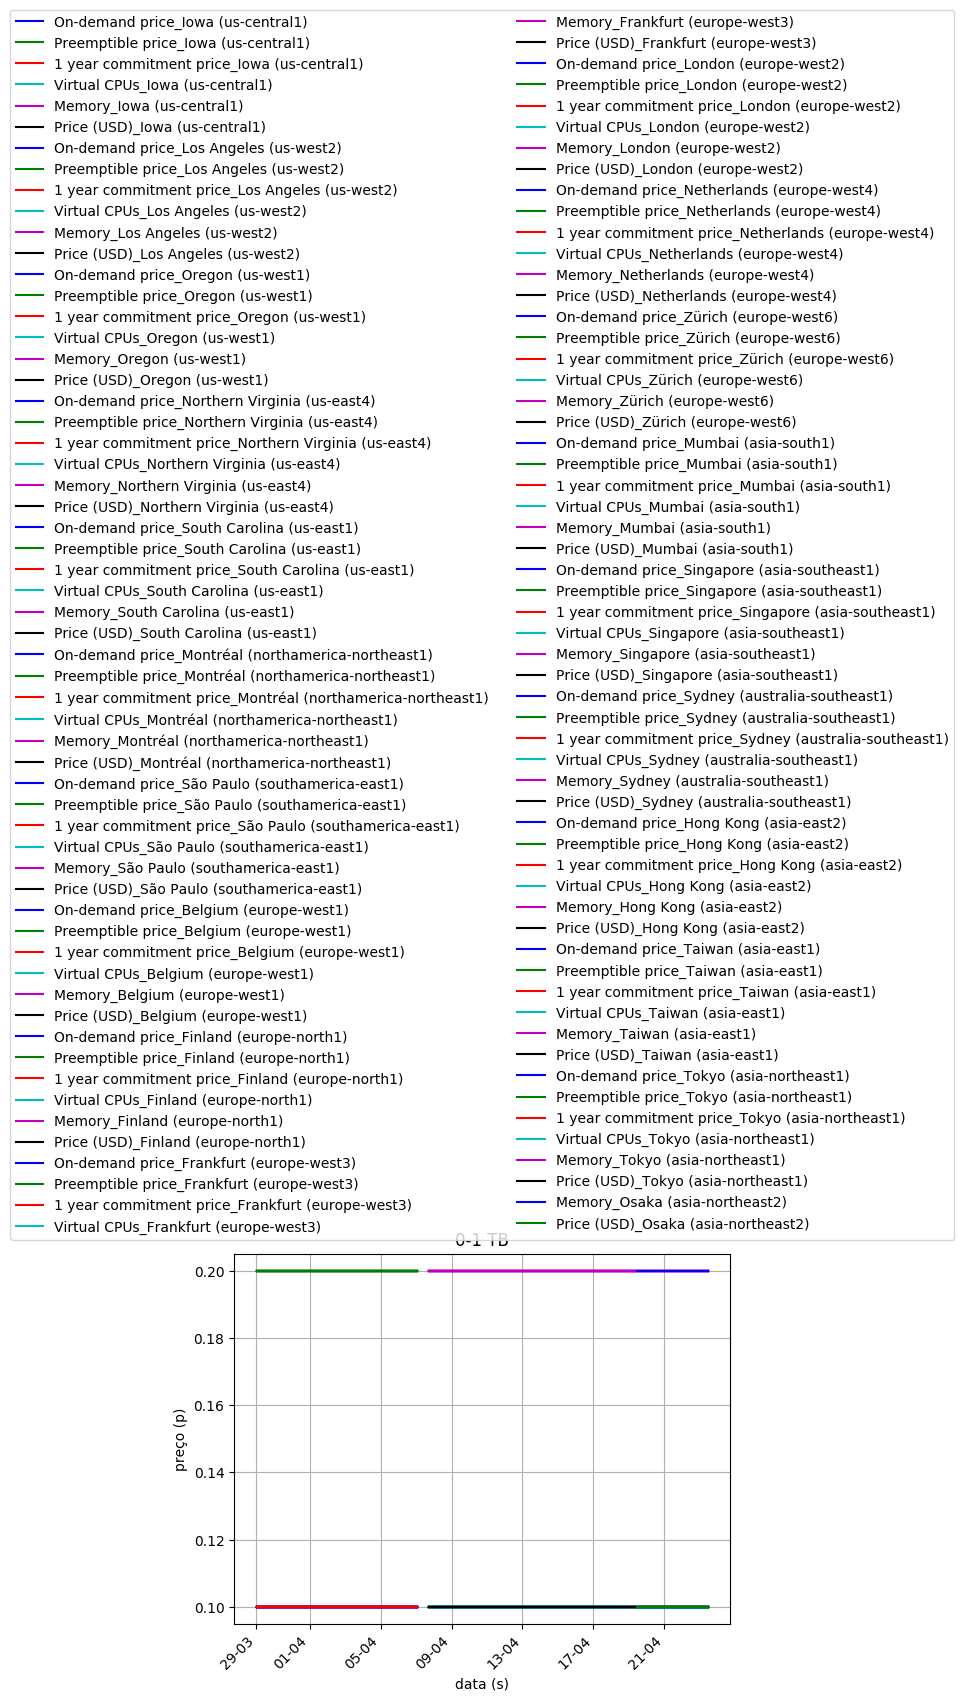 On-demand price_Iowa (us-central1)
Preemptible price_Iowa (us-central1)
1 year commitment price_Iowa (us-central1)
Virtual CPUs_Iowa (us-central1)
Memory_Iowa (us-central1)
Price (USD)_Iowa (us-central1)
On-demand price_Los Angeles (us-west2)
Preemptible price_Los Angeles (us-west2)
1 year commitment price_Los Angeles (us-west2)
Virtual CPUs_Los Angeles (us-west2)
Memory_Los Angeles (us-west2)
Price (USD)_Los Angeles (us-west2)
On-demand price_Oregon (us-west1)
Preemptible price_Oregon (us-west1)
1 year commitment price_Oregon (us-west1)
Virtual CPUs_Oregon (us-west1)
Memory_Oregon (us-west1)
Price (USD)_Oregon (us-west1)
On-demand price_Northern Virginia (us-east4)
Preemptible price_Northern Virginia (us-east4)
1 year commitment price_Northern Virginia (us-east4)
Virtual CPUs_Northern Virginia (us-east4)
Memory_Northern Virginia (us-east4)
Price (USD)_Northern Virginia (us-east4)
On-demand price_South Carolina (us-east1)
Preemptible price_South Carolina (us-east1)
1 year commitment price_South Carolina (us-east1)
Virtual CPUs_South Carolina (us-east1)
Memory_South Carolina (us-east1)
Price (USD)_South Carolina (us-east1)
On-demand price_Montréal (northamerica-northeast1)
Preemptible price_Montréal (northamerica-northeast1)
1 year commitment price_Montréal (northamerica-northeast1)
Virtual CPUs_Montréal (northamerica-northeast1)
Memory_Montréal (northamerica-northeast1)
Price (USD)_Montréal (northamerica-northeast1)
On-demand price_São Paulo (southamerica-east1)
Preemptible price_São Paulo (southamerica-east1)
1 year commitment price_São Paulo (southamerica-east1)
Virtual CPUs_São Paulo (southamerica-east1)
Memory_São Paulo (southamerica-east1)
Price (USD)_São Paulo (southamerica-east1)
On-demand price_Belgium (europe-west1)
Preemptible price_Belgium (europe-west1)
1 year commitment price_Belgium (europe-west1)
Virtual CPUs_Belgium (europe-west1)
Memory_Belgium (europe-west1)
Price (USD)_Belgium (europe-west1)
On-demand price_Finland (europe-north1)
Preemptible price_Finland (europe-north1)
1 year commitment price_Finland (europe-north1)
Virtual CPUs_Finland (europe-north1)
Memory_Finland (europe-north1)
Price (USD)_Finland (europe-north1)
On-demand price_Frankfurt (europe-west3)
Preemptible price_Frankfurt (europe-west3)
1 year commitment price_Frankfurt (europe-west3)
Virtual CPUs_Frankfurt (europe-west3)
Memory_Frankfurt (europe-west3)
Price (USD)_Frankfurt (europe-west3)
On-demand price_London (europe-west2)
Preemptible price_London (europe-west2)
1 year commitment price_London (europe-west2)
Virtual CPUs_London (europe-west2)
Memory_London (europe-west2)
Price (USD)_London (europe-west2)
On-demand price_Netherlands (europe-west4)
Preemptible price_Netherlands (europe-west4)
1 year commitment price_Netherlands (europe-west4)
Virtual CPUs_Netherlands (europe-west4)
Memory_Netherlands (europe-west4)
Price (USD)_Netherlands (europe-west4)
On-demand price_Zürich (europe-west6)
Preemptible price_Zürich (europe-west6)
1 year commitment price_Zürich (europe-west6)
Virtual CPUs_Zürich (europe-west6)
Memory_Zürich (europe-west6)
Price (USD)_Zürich (europe-west6)
On-demand price_Mumbai (asia-south1)
Preemptible price_Mumbai (asia-south1)
1 year commitment price_Mumbai (asia-south1)
Virtual CPUs_Mumbai (asia-south1)
Memory_Mumbai (asia-south1)
Price (USD)_Mumbai (asia-south1)
On-demand price_Singapore (asia-southeast1)
Preemptible price_Singapore (asia-southeast1)
1 year commitment price_Singapore (asia-southeast1)
Virtual CPUs_Singapore (asia-southeast1)
Memory_Singapore (asia-southeast1)
Price (USD)_Singapore (asia-southeast1)
On-demand price_Sydney (australia-southeast1)
Preemptible price_Sydney (australia-southeast1)
1 year commitment price_Sydney (australia-southeast1)
Virtual CPUs_Sydney (australia-southeast1)
Memory_Sydney (australia-southeast1)
Price (USD)_Sydney (australia-southeast1)
On-demand price_Hong Kong (asia-east2)
Preemptible price_Hong Kong (asia-east2)
1 year commitment price_Hong Kong (asia-east2)
Virtual CPUs_Hong Kong (asia-east2)
Memory_Hong Kong (asia-east2)
Price (USD)_Hong Kong (asia-east2)
On-demand price_Taiwan (asia-east1)
Preemptible price_Taiwan (asia-east1)
1 year commitment price_Taiwan (asia-east1)
Virtual CPUs_Taiwan (asia-east1)
Memory_Taiwan (asia-east1)
Price (USD)_Taiwan (asia-east1)
On-demand price_Tokyo (asia-northeast1)
Preemptible price_Tokyo (asia-northeast1)
1 year commitment price_Tokyo (asia-northeast1)
Virtual CPUs_Tokyo (asia-northeast1)
Memory_Tokyo (asia-northeast1)
Price (USD)_Tokyo (asia-northeast1)
Memory_Osaka (asia-northeast2)
Price (USD)_Osaka (asia-northeast2)
0-1 TB
0.20
0.18
0.16
0.14
0.12
0.10
preço (p)
29-03
01-04
05-04
09-04
13-04
17-04
21-04
data (s)